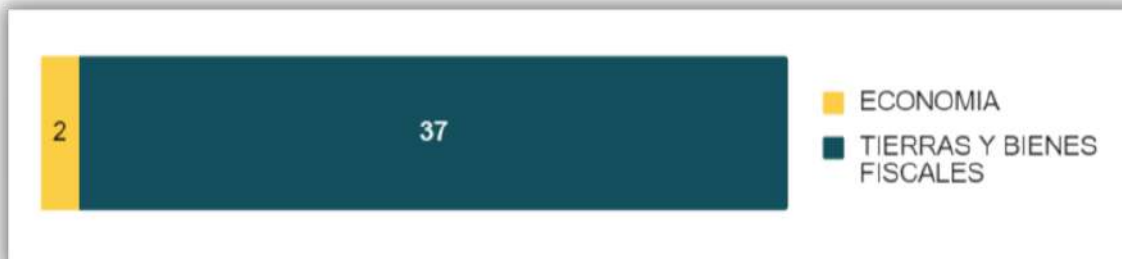 2
37
ECONOMIA
TIERRAS Y BIENES
FISCALES